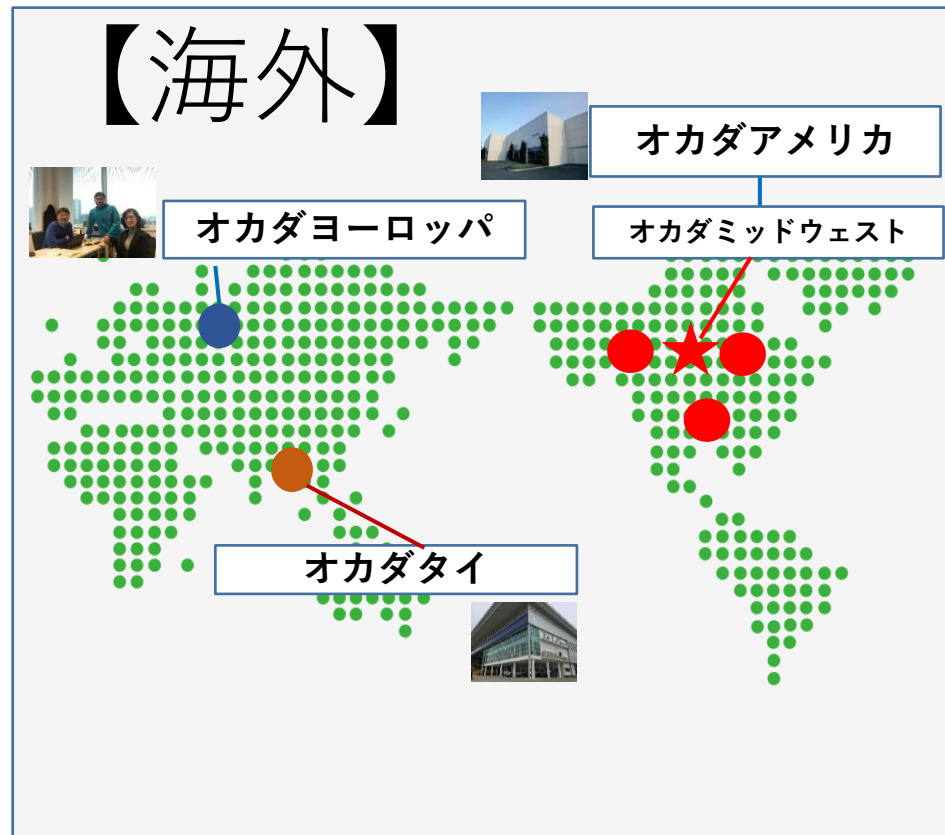 【海外】
オカダアメリカ
オカダヨーロッパ
オカダミッドウェスト
オカダタイ